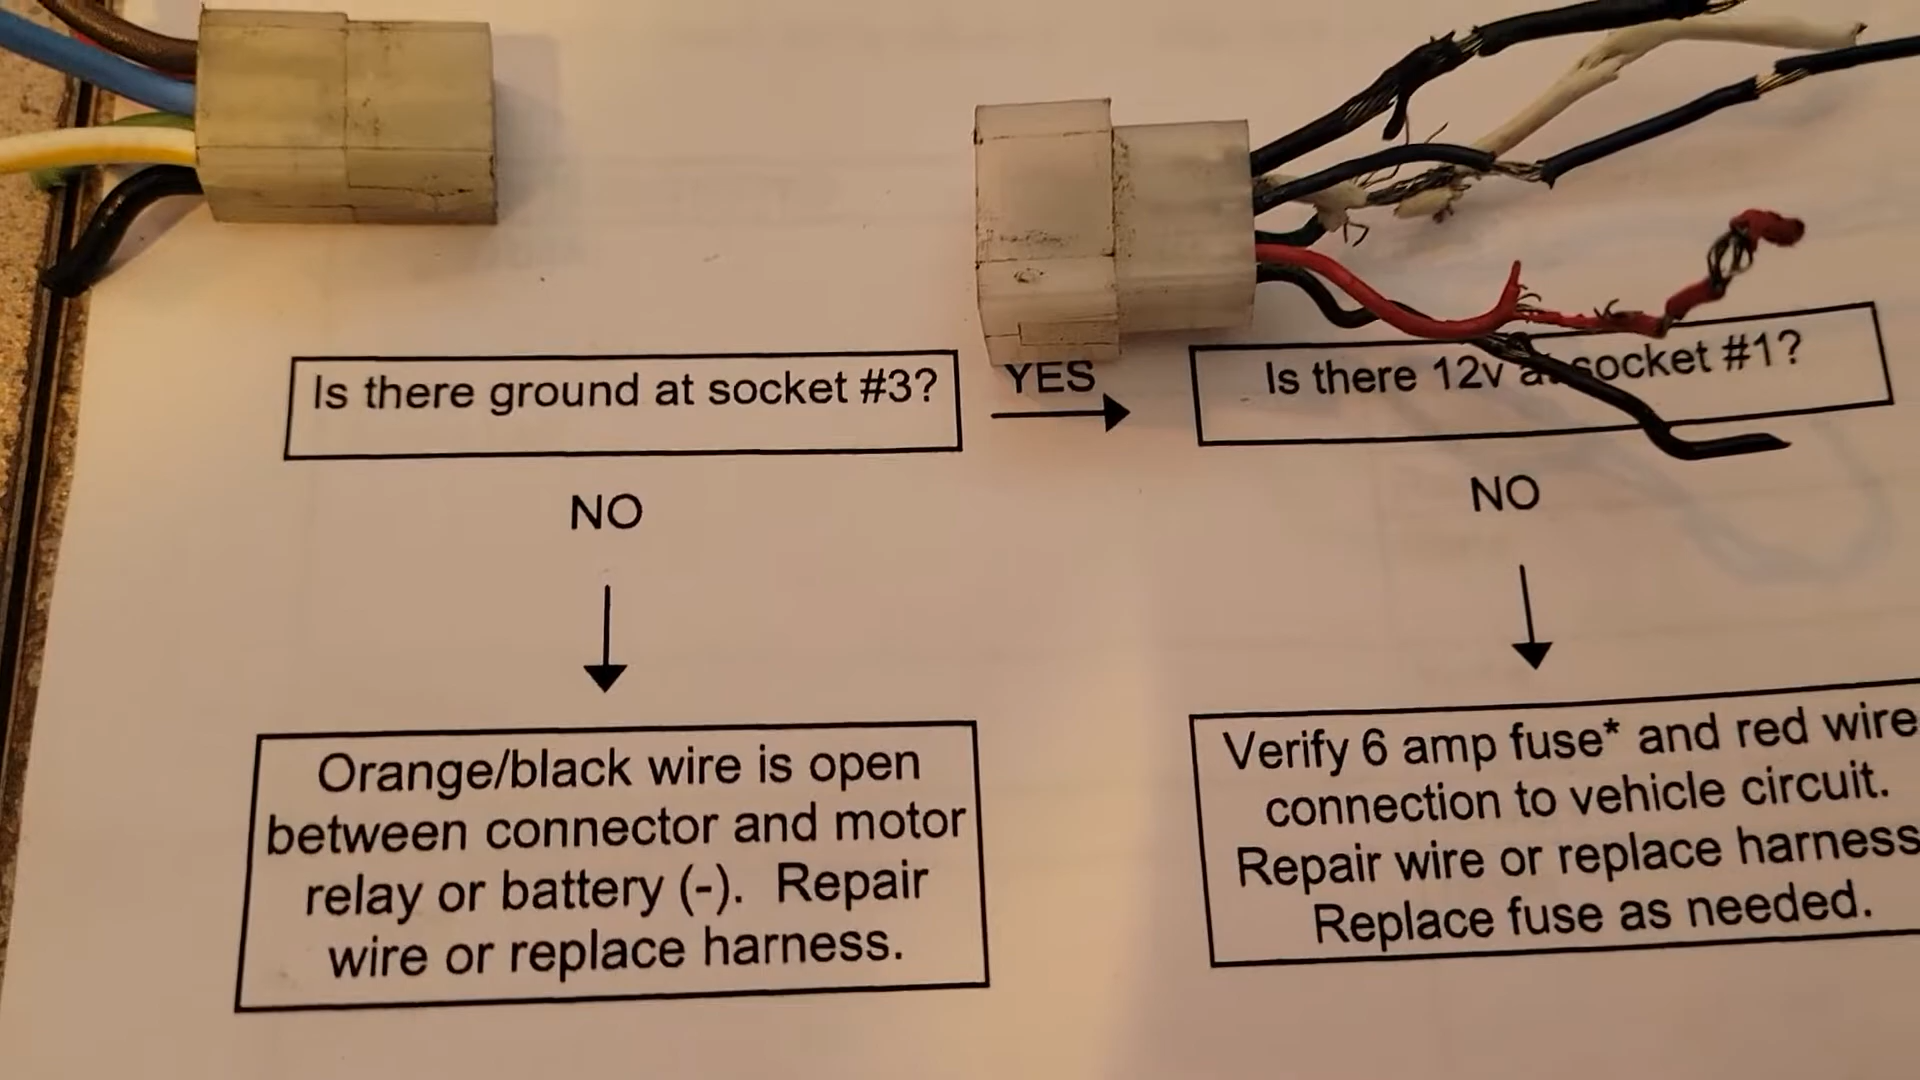 Is there ground at socket #3?
YES
Is there 12v at socket #1?
NO
NO
Orange/black wire is open
between connector and motor
relay or battery (-). Repair
wire or replace harness.
Verify 6 amp fuse* and red wire
connection to vehicle circuit.
Repair wire or replace harness
Replace fuse as needed.